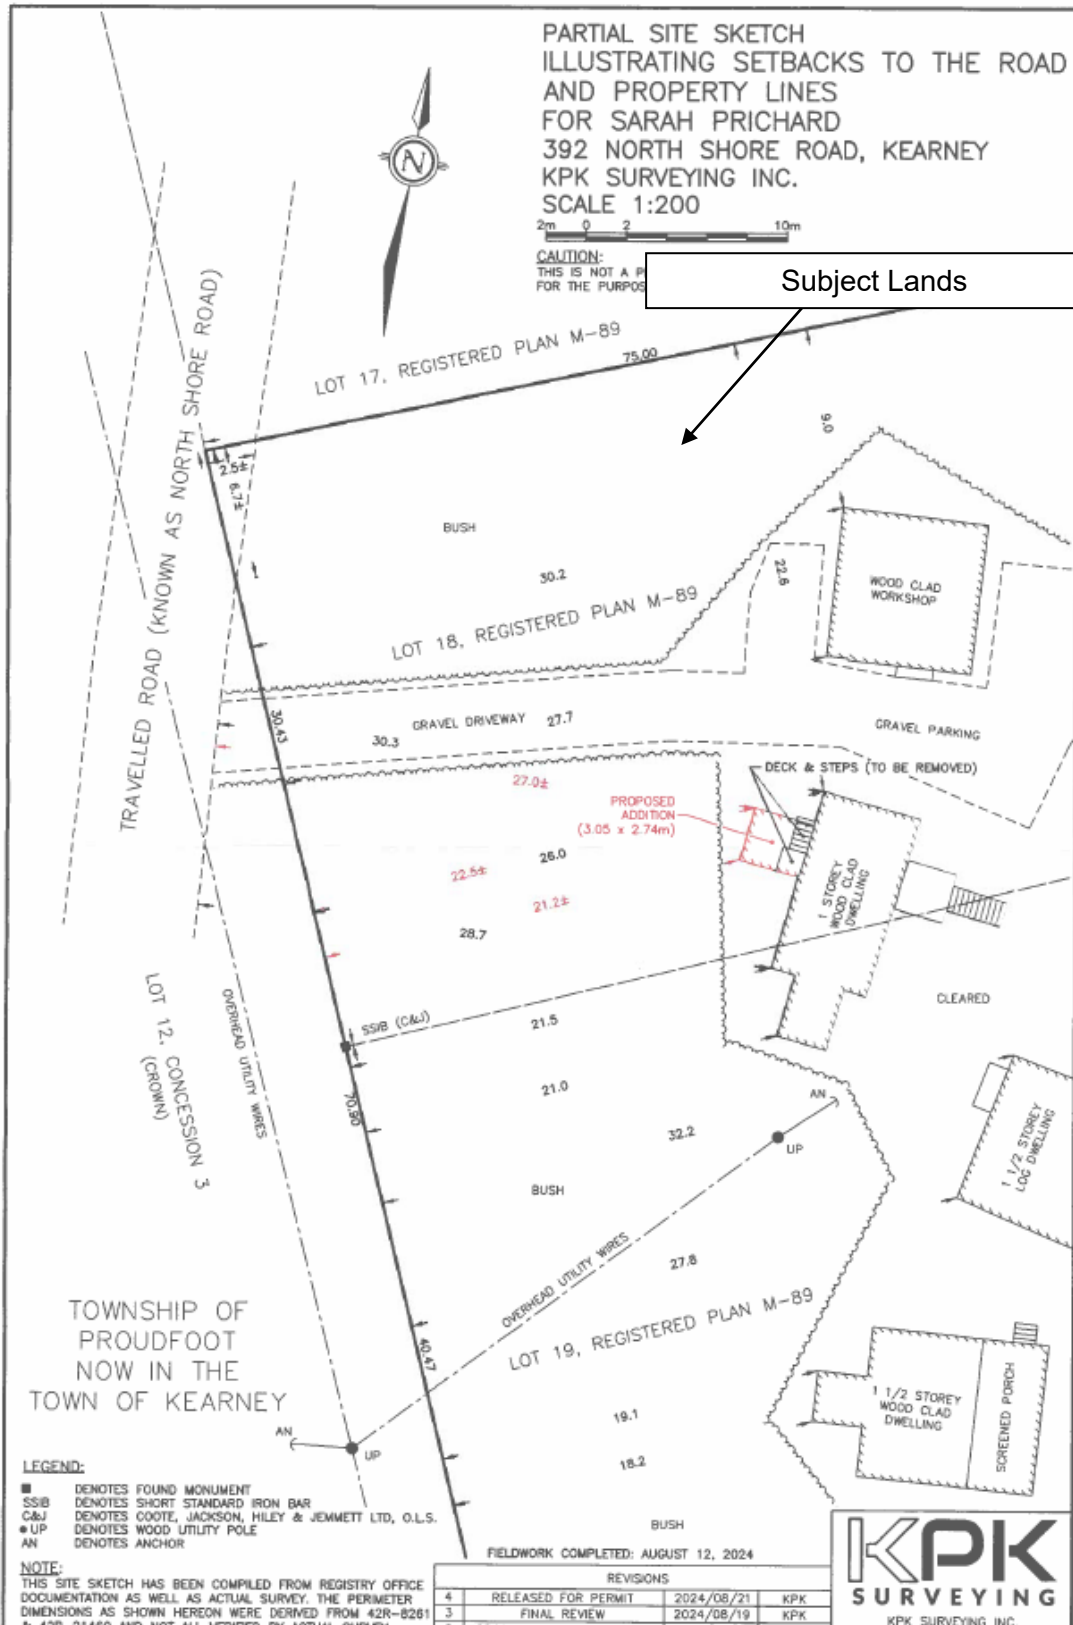 PARTIAL SITE SKETCH
ILLUSTRATING SETBACKS TO THE ROAD
AND PROPERTY LINES
FOR SARAH PRICHARD
392 NORTH SHORE ROAD, KEARNEY
KPK SURVEYING INC.
SCALE 1:200
2m 0 2 10m
CAUTION:
THIS IS NOT A
FOR THE
Subject Lands
N
LOT 17, REGISTERED PLAN M-89
75.00
TRAVELLED ROAD (KNOWN AS NORTH SHORE ROAD)
2.5±
6.7±
9.0
BUSH
30.2
22.6
WOOD CLAD
WORKSHOP
LOT 18, REGISTERED PLAN M-89
30.43
GRAVEL DRIVEWAY
27.7
30.3
GRAVEL PARKING
DECK & STEPS (TO BE REMOVED)
27.0±
PROPOSED
ADDITION
(3.05 x 2.74m)
26.0
22.5±
21.2±
28.7
1 STOREY
WOOD CLAD
DWELLING
CLEARED
LOT 12, CONCESSION 3
(CROWN)
OVERHEAD UTILITY WIRES
SSIB (C&J)
21.5
21.0
70.90
AN
UP
32.2
1 1/2 STOREY
LOG DWELLING
BUSH
OVERHEAD UTILITY WIRES
27.8
LOT 19, REGISTERED PLAN M-89
40.47
TOWNSHIP OF
PROUDFOOT
NOW IN THE
TOWN OF KEARNEY
AN
UP
19.1
18.2
1 1/2 STOREY
WOOD CLAD
DWELLING
SCREENED PORCH
BUSH
LEGEND:
■ DENOTES FOUND MONUMENT
SSIB DENOTES SHORT STANDARD IRON BAR
C&J DENOTES COOTE, JACKSON, HILEY & JEMMETT LTD, O.L.S.
● UP DENOTES WOOD UTILITY POLE
AN DENOTES ANCHOR
NOTE:
THIS SITE SKETCH HAS BEEN COMPILED FROM REGISTRY OFFICE
DOCUMENTATION AS WELL AS ACTUAL SURVEY. THE PERIMETER
DIMENSIONS AS SHOWN HEREON WERE DERIVED FROM 42R-8261
FIELDWORK COMPLETED: AUGUST 12, 2024
REVISIONS
4 RELEASED FOR PERMIT 2024/08/21 KPK
3 FINAL REVIEW 2024/08/19 KPK
KPK
SURVEYING
KPK SURVEYING INC.